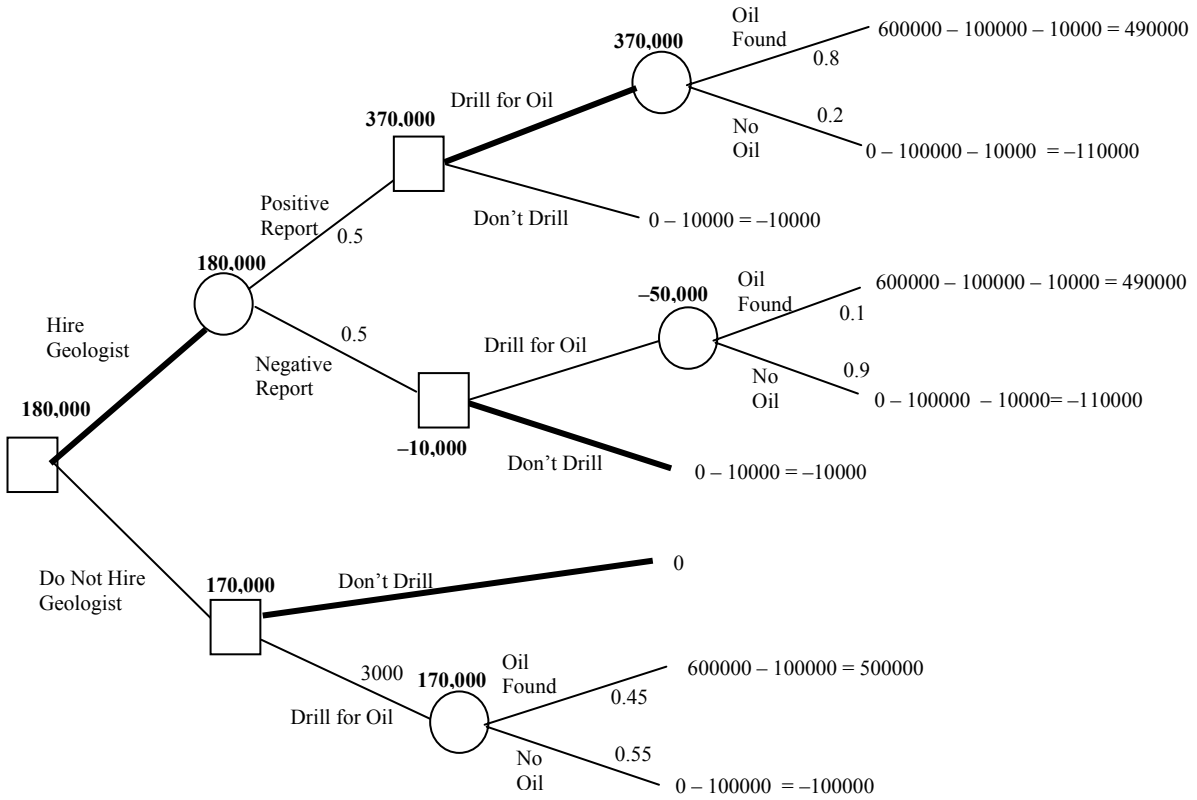 Oil
Found
600000 – 100000 – 10000 = 490000
370,000
0.8
Drill for Oil
0.2
No
Oil
0 – 100000 – 10000 = –110000
370,000
Positive
Report
0.5
Don't Drill
0 – 10000 = –10000
180,000
Oil
Found
600000 – 100000 – 10000 = 490000
–50,000
0.1
Hire
Geologist
0.5
Drill for Oil
Negative
Report
No
Oil
0.9
0 – 100000 – 10000= –110000
180,000
–10,000
Don't Drill
0 – 10000 = –10000
Do Not Hire
Geologist
170,000
Don't Drill
0
3000
170,000
Oil
Found
600000 – 100000 = 500000
0.45
Drill for Oil
0.55
No
Oil
0 – 100000 = –100000